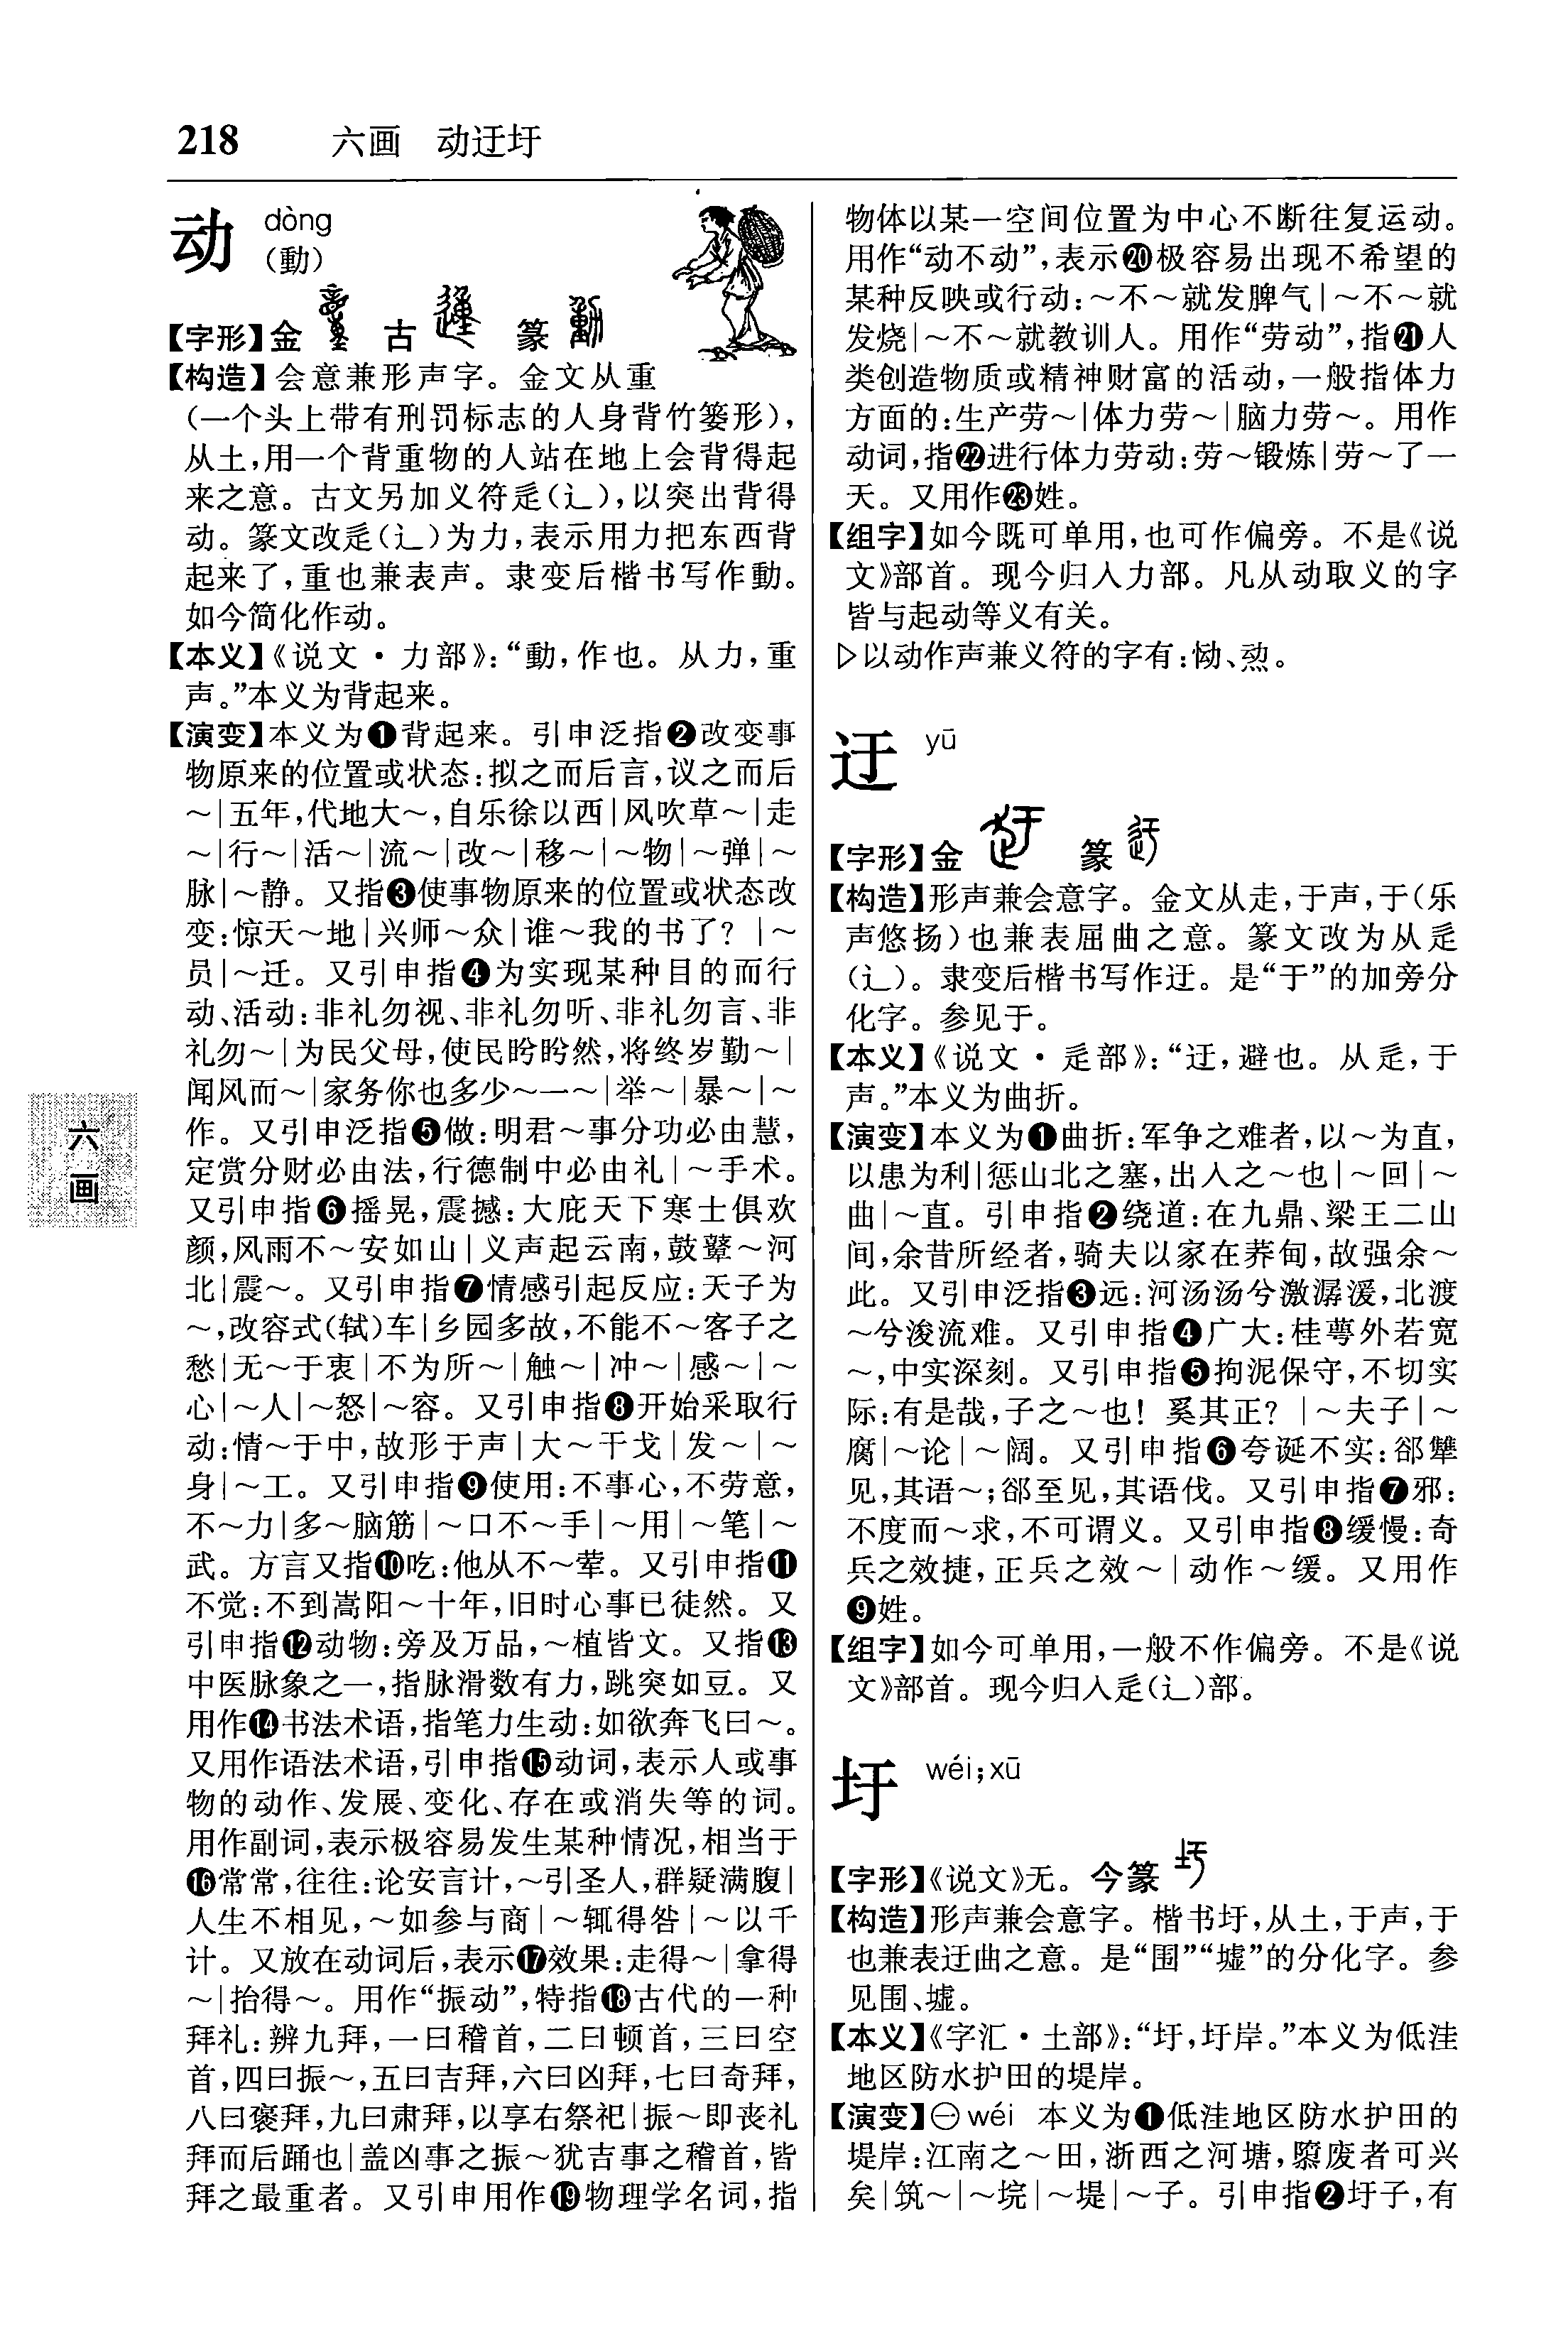 218 六画 动迂圩
动 dòng
(動)
【字形】金 古 篆
【构造】会意兼形声字。金文从重
(一个头上带有刑罚标志的人身背竹篓形),
从土,用一个背重物的人站在地上会背得起
来之意。古文另加义符辵(辶),以突出背得
动。篆文改辵(辶)为力,表示用力把东西背
起来了,重也兼表声。隶变后楷书写作動。
如今简化作动。
【本义】《说文·力部》:“動,作也。从力,重
声。”本义为背起来。
【演变】本义为❶背起来。引申泛指❷改变事
物原来的位置或状态:拟之而后言,议之而后
～|五年,代地大～,自乐徐以西|风吹草～|走
～|行～|活～|流～|改～|移～|～物|～弹|～
脉|～静。又指❸使事物原来的位置或状态改
变:惊天～地|兴师～众|谁～我的书了?|～
员|～迁。又引申指❹为实现某种目的而行
动、活动:非礼勿视、非礼勿听、非礼勿言、非
礼勿～|为民父母,使民盻盻然,将终岁勤～|
闻风而～|家务你也多少～一～|举～|暴～|～
作。又引申泛指❺做:明君～事分功必由慧,
定赏分财必由法,行德制中必由礼|～手术。
又引申指❻摇晃,震撼:大庇天下寒士俱欢
颜,风雨不～安如山|义声起云南,鼓鼙～河
北|震～。又引申指❼情感引起反应:天子为
～,改容式(轼)车|乡园多故,不能不～客子之
愁|无～于衷|不为所～|触～|冲～|感～|～
心|～人|～怒|～容。又引申指❽开始采取行
动:情～于中,故形于声|大～干戈|发～|～
身|～工。又引申指❾使用:不事心,不劳意,
不～力|多～脑筋|～口不～手|～用|～笔|～
武。方言又指❿吃:他从不～荤。又引申指⓫
不觉:不到嵩阳～十年,旧时心事已徒然。又
引申指⓬动物:旁及万品,～植皆文。又指⓭
中医脉象之一,指脉滑数有力,跳突如豆。又
用作⓮书法术语,指笔力生动:如欲奔飞曰～。
又用作语法术语,引申指⓯动词,表示人或事
物的动作、发展、变化、存在或消失等的词。
用作副词,表示极容易发生某种情况,相当于
⓰常常,往往:论安言计,～引圣人,群疑满腹|
人生不相见,～如参与商|～辄得咎|～以千
计。又放在动词后,表示⓱效果:走得～|拿得
～|抬得～。用作“振动”,特指⓲古代的一种
拜礼:辨九拜,一曰稽首,二曰顿首,三曰空
首,四曰振～,五曰吉拜,六曰凶拜,七曰奇拜,
八曰褒拜,九曰肃拜,以享右祭祀|振～即丧礼
拜而后踊也|盖凶事之振～犹吉事之稽首,皆
拜之最重者。又引申用作⓳物理学名词,指
物体以某一空间位置为中心不断往复运动。
用作“动不动”,表示⓴极容易出现不希望的
某种反映或行动:～不～就发脾气|～不～就
发烧|～不～就教训人。用作“劳动”,指㉑人
类创造物质或精神财富的活动,一般指体力
方面的:生产劳～|体力劳～|脑力劳～。用作
动词,指㉒进行体力劳动:劳～锻炼|劳～了一
天。又用作㉓姓。
【组字】如今既可单用,也可作偏旁。不是《说
文》部首。现今归入力部。凡从动取义的字
皆与起动等义有关。
▷以动作声兼义符的字有:恸、㷲。
迂 yū
【字形】金 篆
【构造】形声兼会意字。金文从走,于声,于(乐
声悠扬)也兼表屈曲之意。篆文改为从辵
(辶)。隶变后楷书写作迂。是“于”的加旁分
化字。参见于。
【本义】《说文·辵部》:“迂,避也。从辵,于
声。”本义为曲折。
【演变】本义为❶曲折:军争之难者,以～为直,
以患为利|惩山北之塞,出入之～也|～回|～
曲|～直。引申指❷绕道:在九鼎、梁王二山
间,余昔所经者,骑夫以家在荞甸,故强余～
此。又引申泛指❸远:河汤汤兮激潺湲,北渡
～兮浚流难。又引申指❹广大:桂萼外若宽
～,中实深刻。又引申指❺拘泥保守,不切实
际:有是哉,子之～也!奚其正?|～夫子|～
腐|～论|～阔。又引申指❻夸诞不实:郤犨
见,其语～;郤至见,其语伐。又引申指❼邪:
不度而～求,不可谓义。又引申指❽缓慢:奇
兵之效捷,正兵之效～|动作～缓。又用作
❾姓。
【组字】如今可单用,一般不作偏旁。不是《说
文》部首。现今归入辵(辶)部。
圩 wéi;xū
【字形】《说文》无。今篆
【构造】形声兼会意字。楷书圩,从土,于声,于
也兼表迂曲之意。是“围”“墟”的分化字。参
见围、墟。
【本义】《字汇·土部》:“圩,圩岸。”本义为低洼
地区防水护田的堤岸。
【演变】㊀wéi 本义为❶低洼地区防水护田的
堤岸:江南之～田,浙西之河塘,隳废者可兴
矣|筑～|～垸|～堤|～子。引申指❷圩子,有
六画